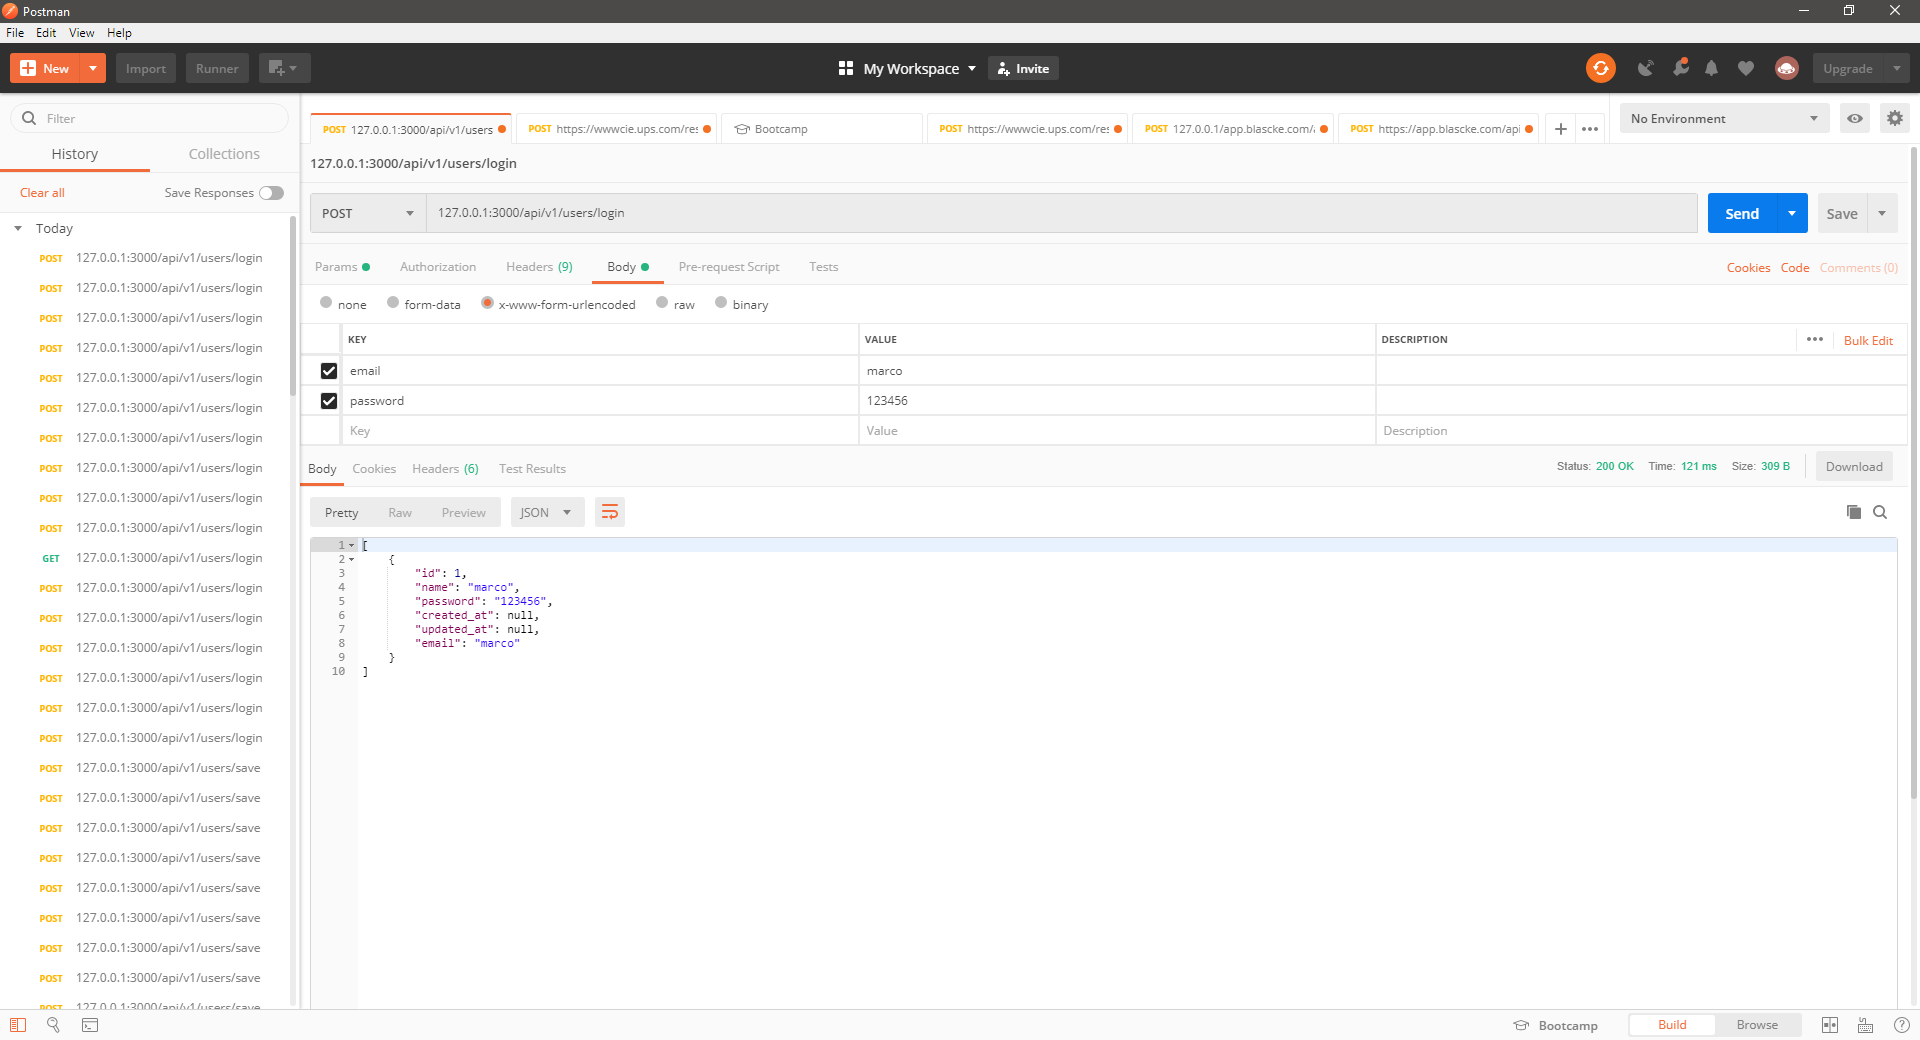 Postman
File Edit View Help
New Import Runner My Workspace Invite Upgrade
Filter
History Collections
Clear all Save Responses
Today
POST 127.0.0.1:3000/api/v1/users/login
POST 127.0.0.1:3000/api/v1/users/login
POST 127.0.0.1:3000/api/v1/users/login
POST 127.0.0.1:3000/api/v1/users/login
POST 127.0.0.1:3000/api/v1/users/login
POST 127.0.0.1:3000/api/v1/users/login
POST 127.0.0.1:3000/api/v1/users/login
POST 127.0.0.1:3000/api/v1/users/login
POST 127.0.0.1:3000/api/v1/users/login
POST 127.0.0.1:3000/api/v1/users/login
GET 127.0.0.1:3000/api/v1/users/login
POST 127.0.0.1:3000/api/v1/users/login
POST 127.0.0.1:3000/api/v1/users/login
POST 127.0.0.1:3000/api/v1/users/login
POST 127.0.0.1:3000/api/v1/users/login
POST 127.0.0.1:3000/api/v1/users/login
POST 127.0.0.1:3000/api/v1/users/login
POST 127.0.0.1:3000/api/v1/users/save
POST 127.0.0.1:3000/api/v1/users/save
POST 127.0.0.1:3000/api/v1/users/save
POST 127.0.0.1:3000/api/v1/users/save
POST 127.0.0.1:3000/api/v1/users/save
POST 127.0.0.1:3000/api/v1/users/save
POST 127.0.0.1:3000/api/v1/users/save
POST 127.0.0.1:3000/api/v1/users/save
POST 127.0.0.1:3000/api/v1/users/save
POST 127.0.0.1:3000/api/v1/users POST https://wwwcie.ups.com/res Bootcamp POST https://wwwcie.ups.com/res POST 127.0.0.1/app.blascke.com/ POST https://app.blascke.com/api No Environment
127.0.0.1:3000/api/v1/users/login
POST 127.0.0.1:3000/api/v1/users/login Send Save
Params Authorization Headers (9) Body Pre-request Script Tests Cookies Code Comments (0)
none form-data x-www-form-urlencoded raw binary
KEY VALUE DESCRIPTION Bulk Edit
email marco
password 123456
Key Value Description
Body Cookies Headers (6) Test Results Status: 200 OK Time: 121 ms Size: 309 B Download
Pretty Raw Preview JSON
1 [
2 {
3 "id": 1,
4 "name": "marco",
5 "password": "123456",
6 "created_at": null,
7 "updated_at": null,
8 "email": "marco"
9 }
10 ]
Bootcamp Build Browse